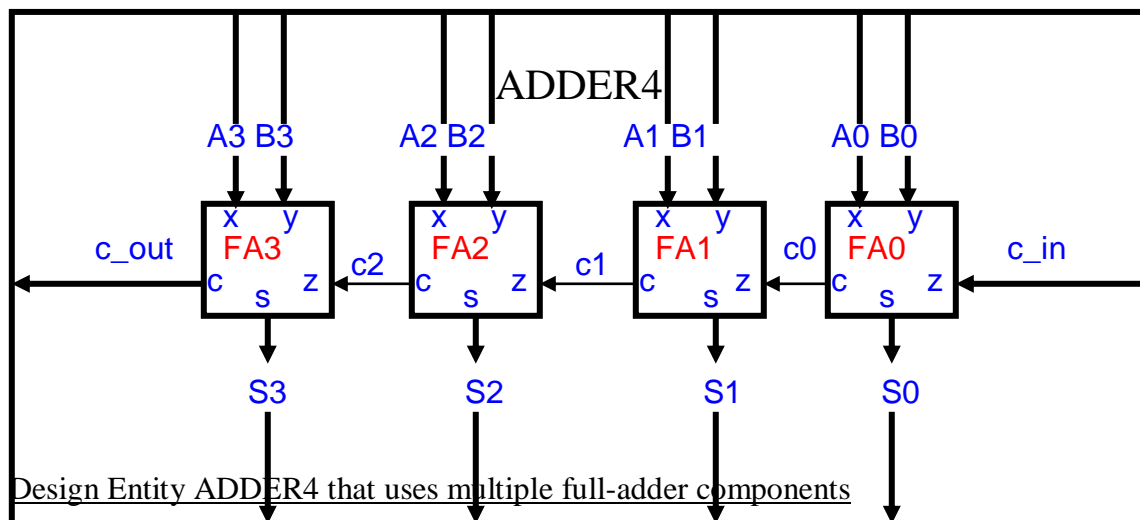 ADDER4
A3 B3 A2 B2 A1 B1 A0 B0
x y x y x y x y
FA3 FA2 FA1 FA0
c_out c2 c1 c0 c_in
c s z c s z c s z c s z
S3 S2 S1 S0
Design Entity ADDER4 that uses multiple full-adder components